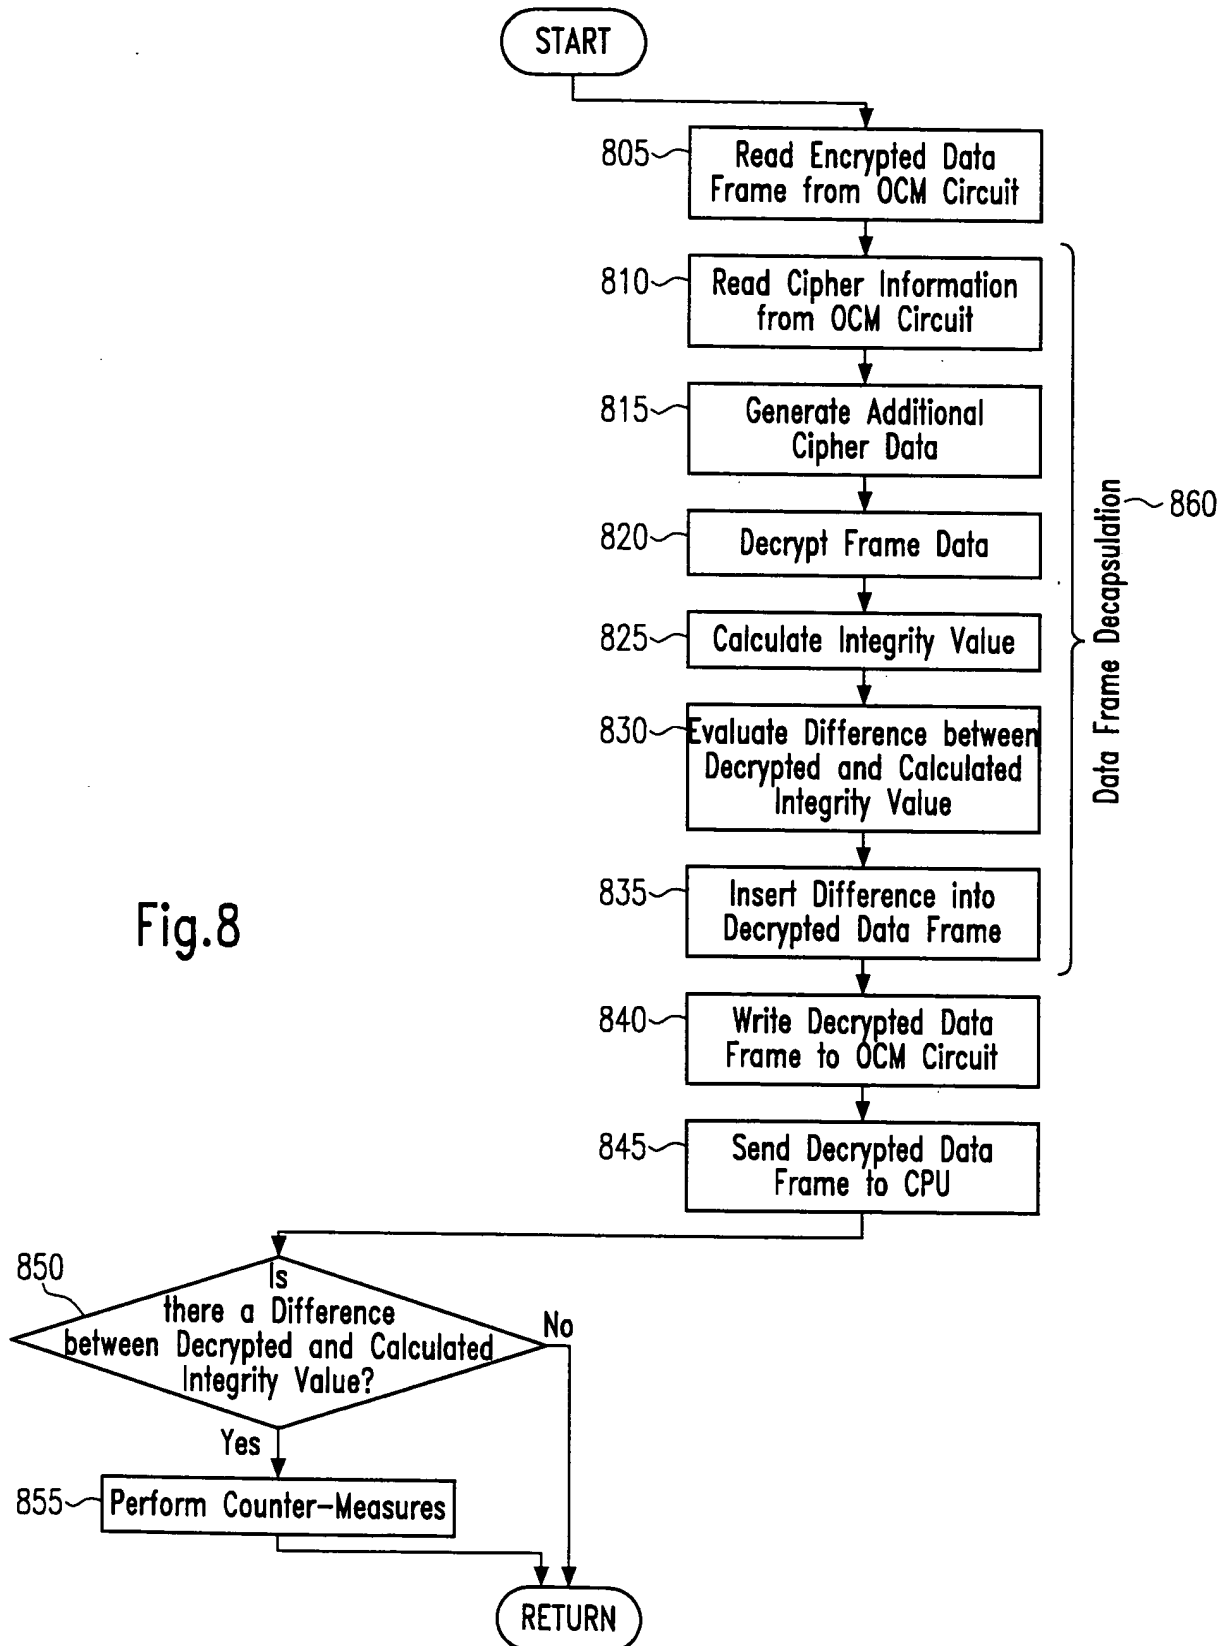 START
805
Read Encrypted Data
Frame from OCM Circuit
810
Read Cipher Information
from OCM Circuit
815
Generate Additional
Cipher Data
820
Decrypt Frame Data
825
Calculate Integrity Value
830
Evaluate Difference between
Decrypted and Calculated
Integrity Value
835
Insert Difference into
Decrypted Data Frame
Data Frame Decapsulation
860
Fig.8
840
Write Decrypted Data
Frame to OCM Circuit
845
Send Decrypted Data
Frame to CPU
850
Is
there a Difference
between Decrypted and Calculated
Integrity Value?
No
Yes
855
Perform Counter-Measures
RETURN